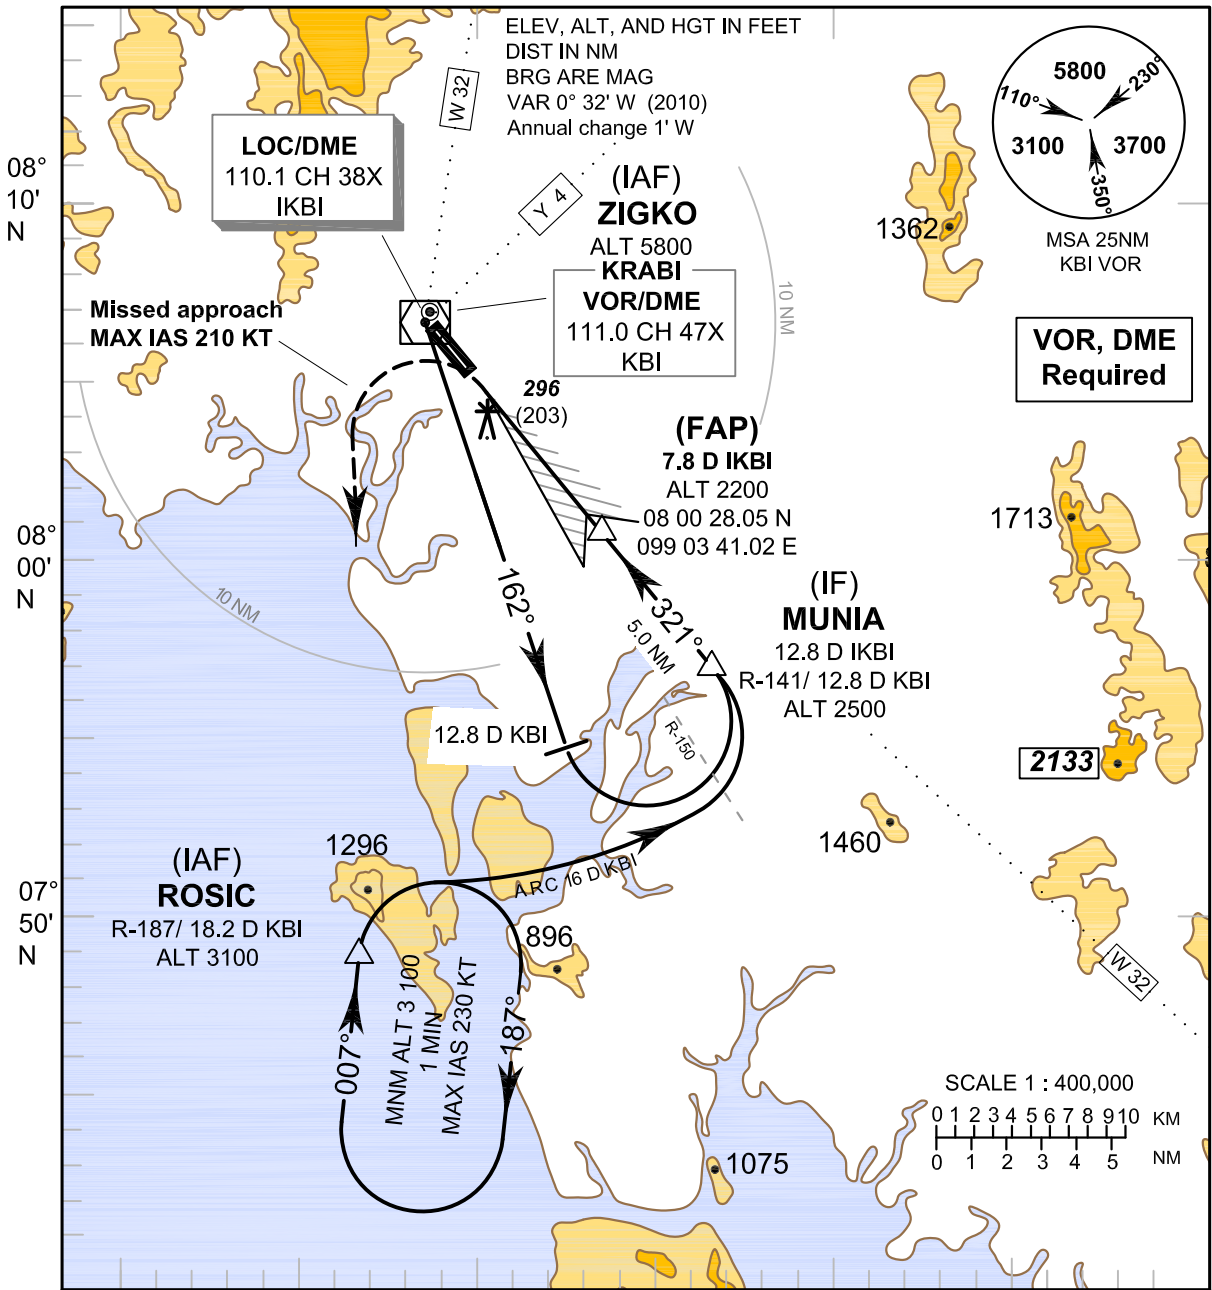 ELEV, ALT, AND HGT IN FEET
DIST IN NM
BRG ARE MAG
VAR 0° 32' W (2010)
Annual change 1' W
W 32
Y 4
LOC/DME
110.1 CH 38X
IKBI
(IAF)
ZIGKO
ALT 5800
KRABI
VOR/DME
111.0 CH 47X
KBI
5800
110°
230°
3100
3700
350°
MSA 25NM
KBI VOR
1362
10 NM
VOR, DME
Required
08°
10'
N
Missed approach
MAX IAS 210 KT
296
(203)
(FAP)
7.8 D IKBI
ALT 2200
08 00 28.05 N
099 03 41.02 E
1713
08°
00'
N
10 NM
162°
321°
5.0 NM
(IF)
MUNIA
12.8 D IKBI
R-141/ 12.8 D KBI
ALT 2500
12.8 D KBI
R-150
2133
1460
1296
ARC 16 D KBI
(IAF)
ROSIC
R-187/ 18.2 D KBI
ALT 3100
07°
50'
N
896
W 32
007°
MNM ALT 3 100
1 MIN
MAX IAS 230 KT
187°
1075
SCALE 1 : 400,000
0 1 2 3 4 5 6 7 8 9 10 KM
0 1 2 3 4 5 NM